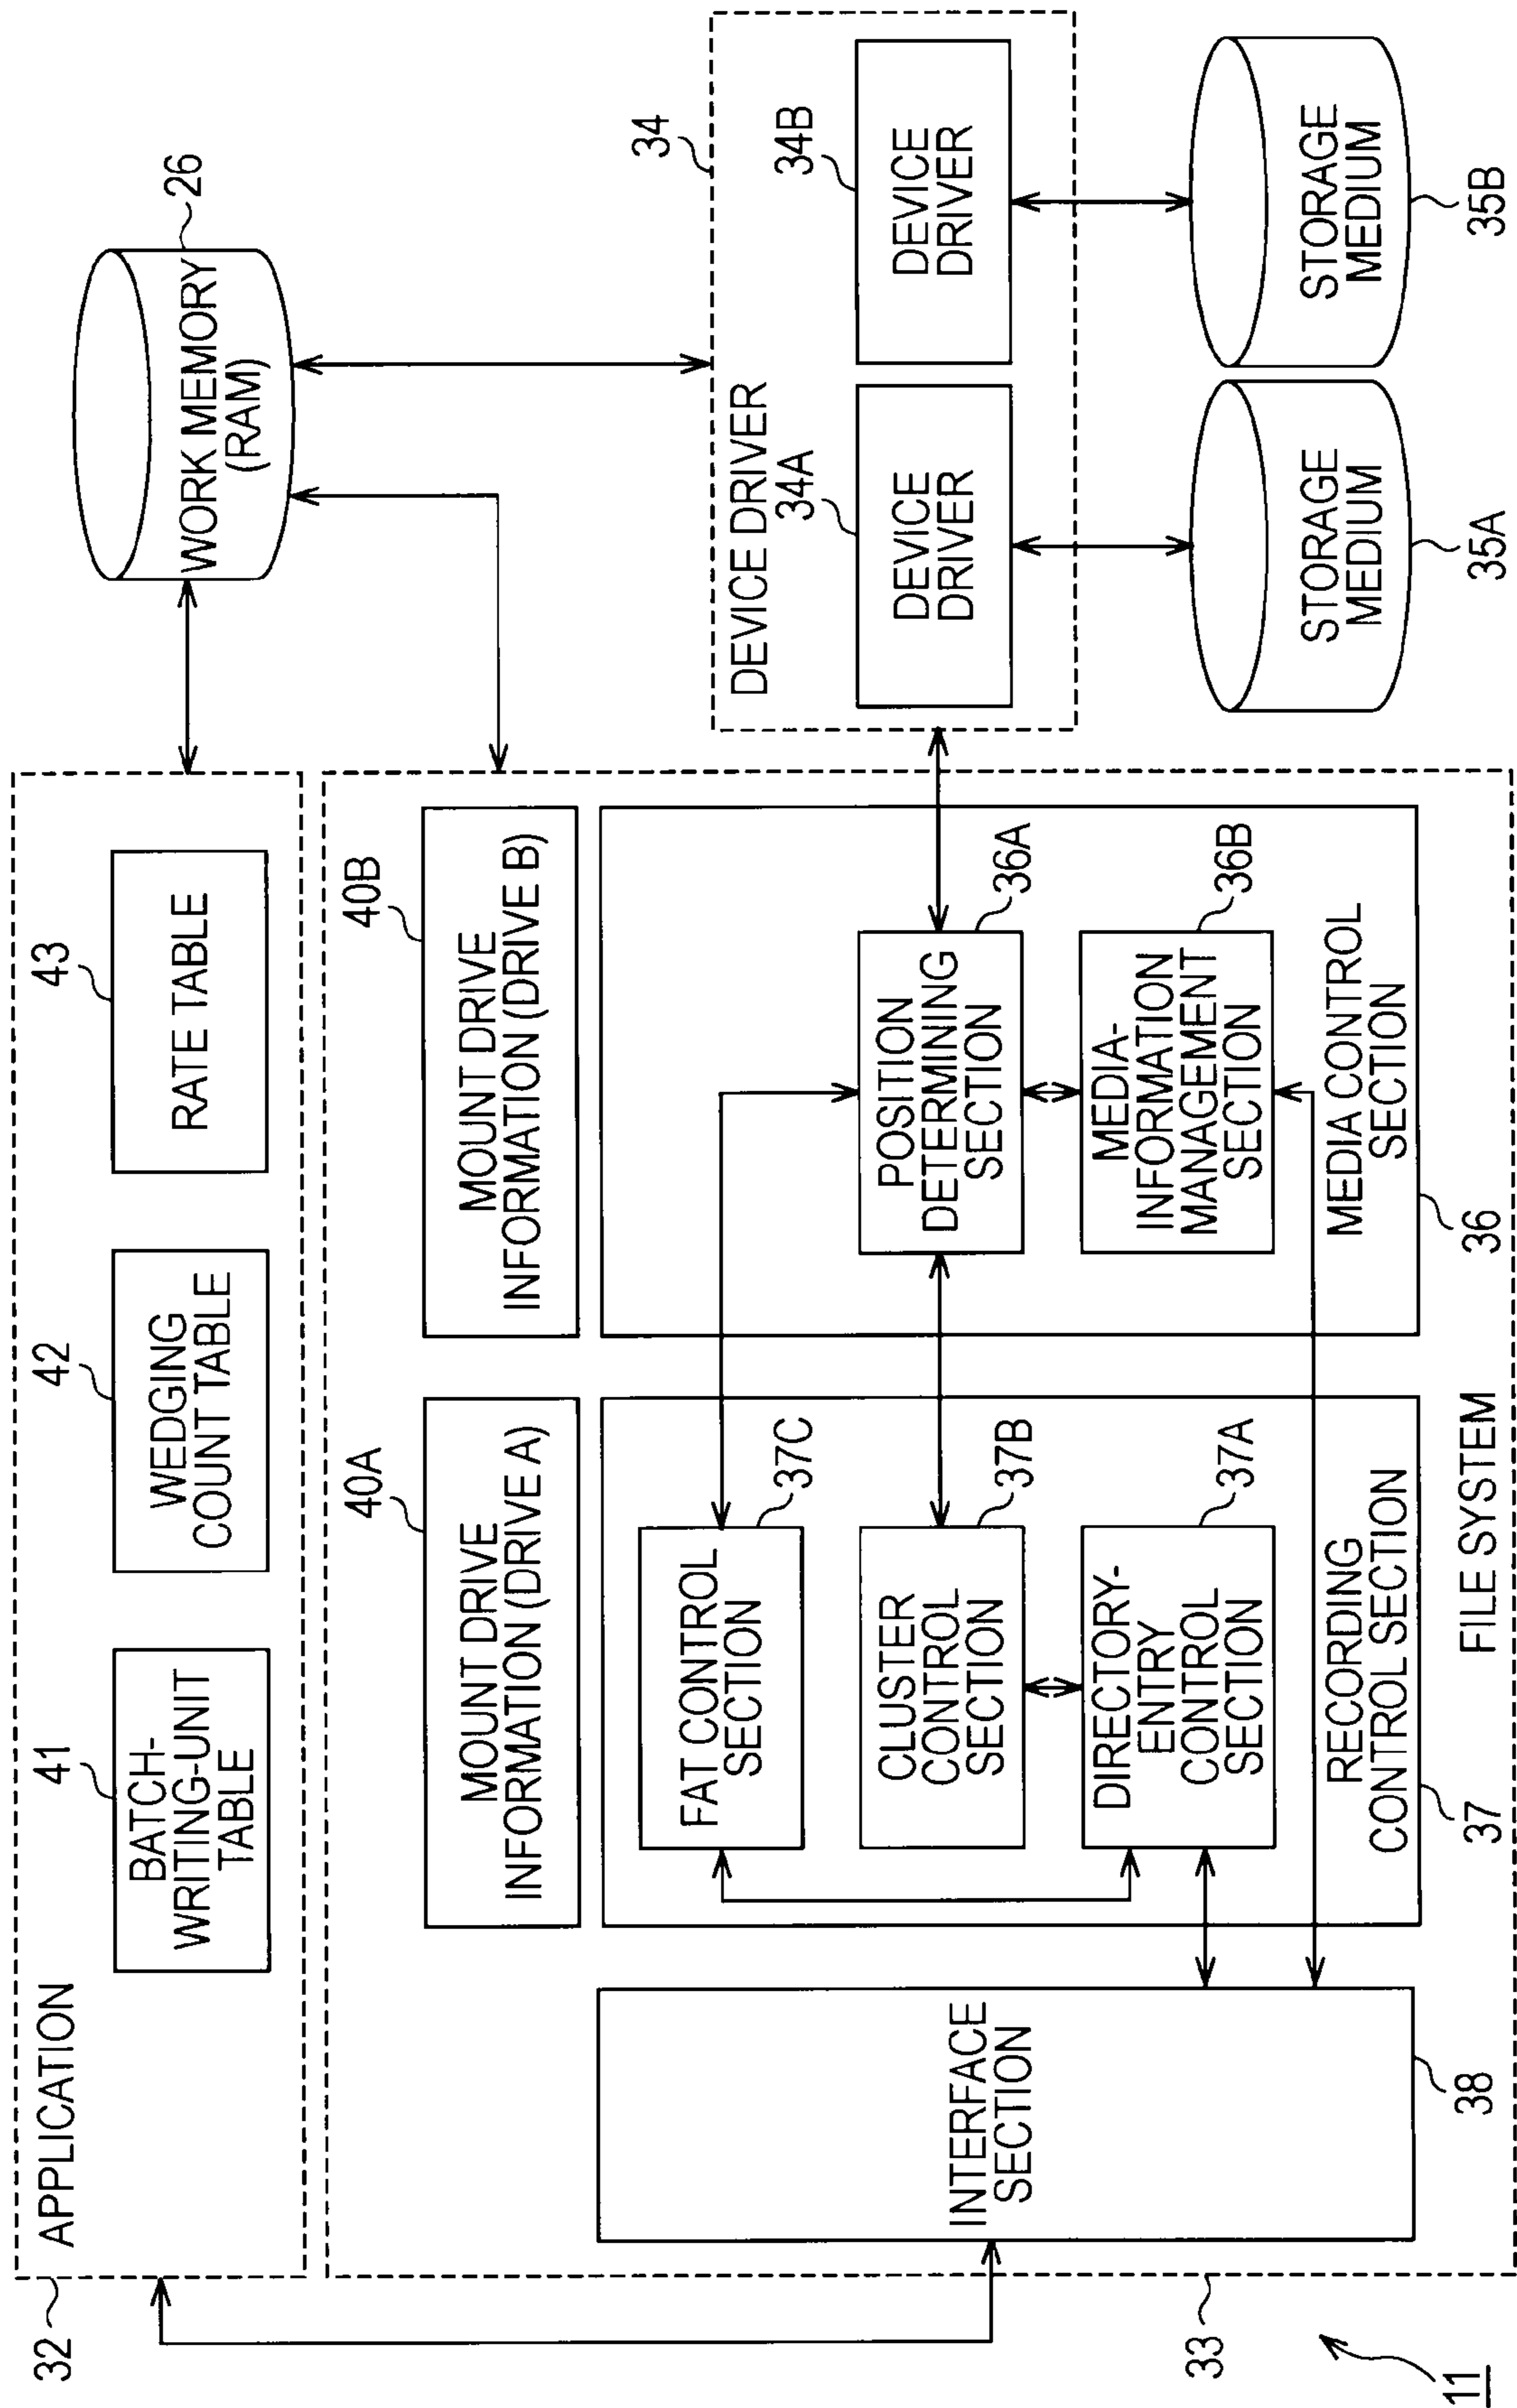 32
APPLICATION
41
BATCH-
WRITING-UNIT
TABLE
42
WEDGING
COUNT TABLE
43
RATE TABLE
26
WORK MEMORY
(RAM)
40A
MOUNT DRIVE
INFORMATION (DRIVE A)
40B
MOUNT DRIVE
INFORMATION (DRIVE B)
INTERFACE
SECTION
38
FAT CONTROL
SECTION
37C
CLUSTER
CONTROL
SECTION
37B
DIRECTORY-
ENTRY
CONTROL
SECTION
37A
RECORDING
CONTROL SECTION
37
POSITION
DETERMINING
SECTION
36A
MEDIA-
INFORMATION
MANAGEMENT
SECTION
36B
MEDIA CONTROL
SECTION
36
FILE SYSTEM
33
34
DEVICE DRIVER
34A
DEVICE
DRIVER
34B
DEVICE
DRIVER
STORAGE
MEDIUM
35A
STORAGE
MEDIUM
35B
11